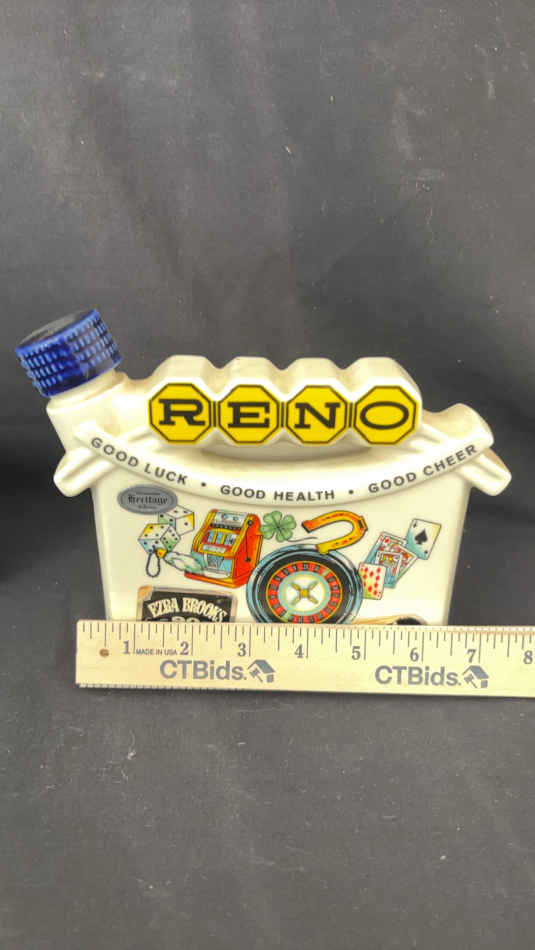 RENO
GOOD LUCK • GOOD HEALTH • GOOD CHEER
Heritage
EZRA BROOKS
1 2 3 4 5 6 7 8
MADE IN USA
CTBids. CTBids.